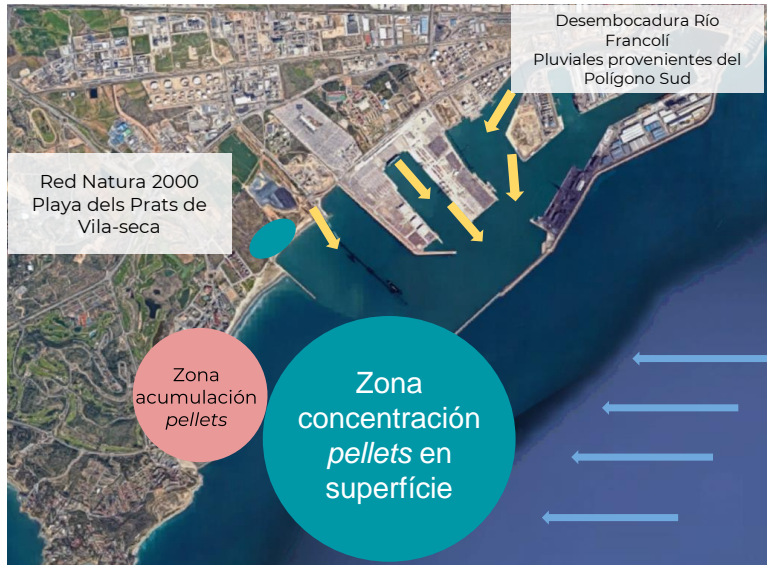 Desembocadura Río
Francolí
Pluviales provenientes del
Polígono Sud
Red Natura 2000
Playa dels Prats de
Vila-seca
Zona
acumulación
pellets
Zona
concentración
pellets en
superfície